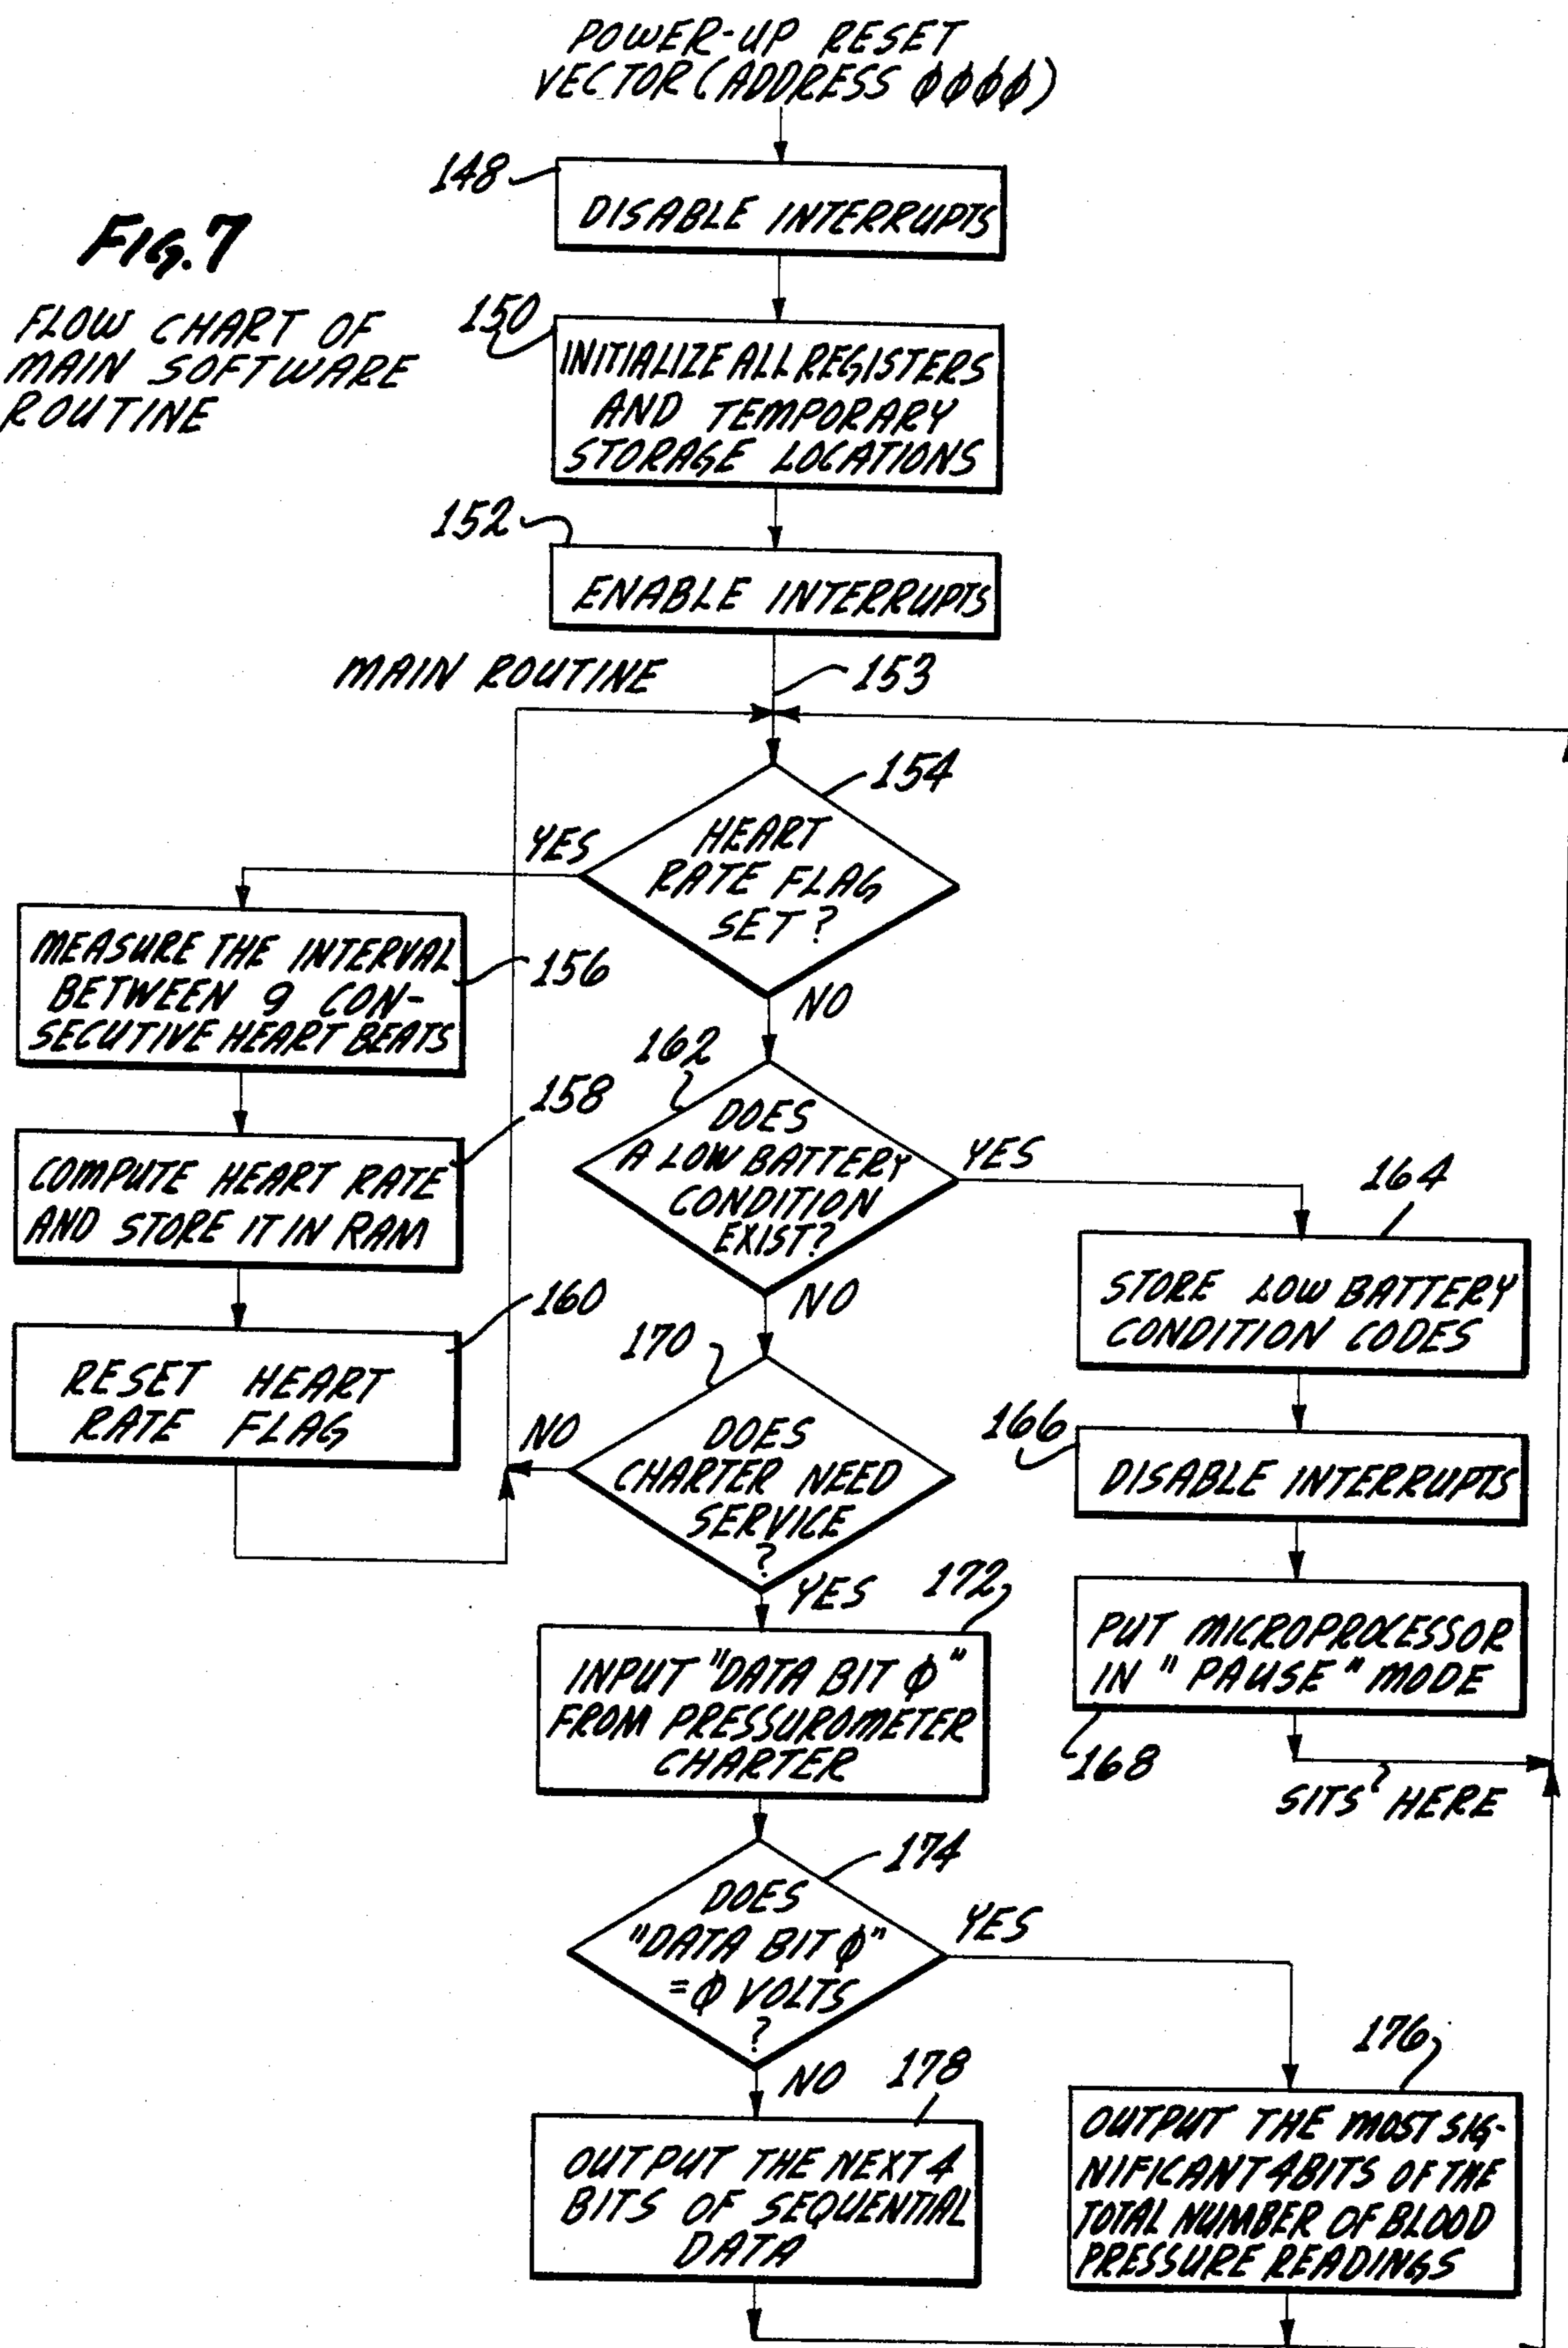 POWER-UP RESET
VECTOR (ADDRESS ϕϕϕϕ)
148
DISABLE INTERRUPTS
FIG.7
FLOW CHART OF
MAIN SOFTWARE
ROUTINE
150
INITIALIZE ALL REGISTERS
AND TEMPORARY
STORAGE LOCATIONS
152
ENABLE INTERRUPTS
MAIN ROUTINE
153
154
HEART
RATE FLAG
SET?
YES
NO
MEASURE THE INTERVAL
BETWEEN 9 CON-
SECUTIVE HEART BEATS
156
158
COMPUTE HEART RATE
AND STORE IT IN RAM
160
RESET HEART
RATE FLAG
162
DOES
A LOW BATTERY
CONDITION
EXIST?
YES
NO
164
STORE LOW BATTERY
CONDITION CODES
166
DISABLE INTERRUPTS
PUT MICROPROCESSOR
IN "PAUSE" MODE
168
SITS HERE
170
NO
DOES
CHARTER NEED
SERVICE
?
YES
172
INPUT "DATA BIT ϕ"
FROM PRESSUROMETER
CHARTER
174
DOES
"DATA BIT ϕ"
=ϕ VOLTS
?
YES
NO
176
OUTPUT THE MOST SIG-
NIFICANT 4 BITS OF THE
TOTAL NUMBER OF BLOOD
PRESSURE READINGS
178
OUTPUT THE NEXT 4
BITS OF SEQUENTIAL
DATA